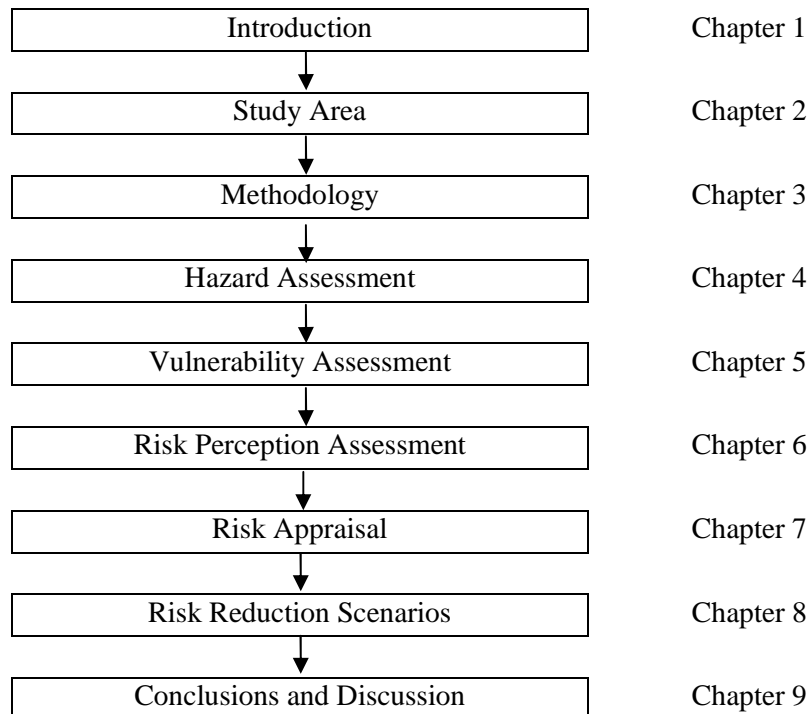 Introduction Chapter 1
Study Area Chapter 2
Methodology Chapter 3
Hazard Assessment Chapter 4
Vulnerability Assessment Chapter 5
Risk Perception Assessment Chapter 6
Risk Appraisal Chapter 7
Risk Reduction Scenarios Chapter 8
Conclusions and Discussion Chapter 9